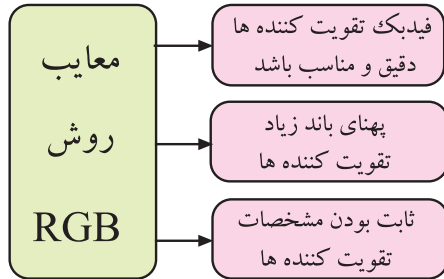 معایب
روش
RGB
فیدبک تقویت کننده ها
دقیق و مناسب باشد
پهنای باند زیاد
تقویت کننده ها
ثابت بودن مشخصات
تقویت کننده ها